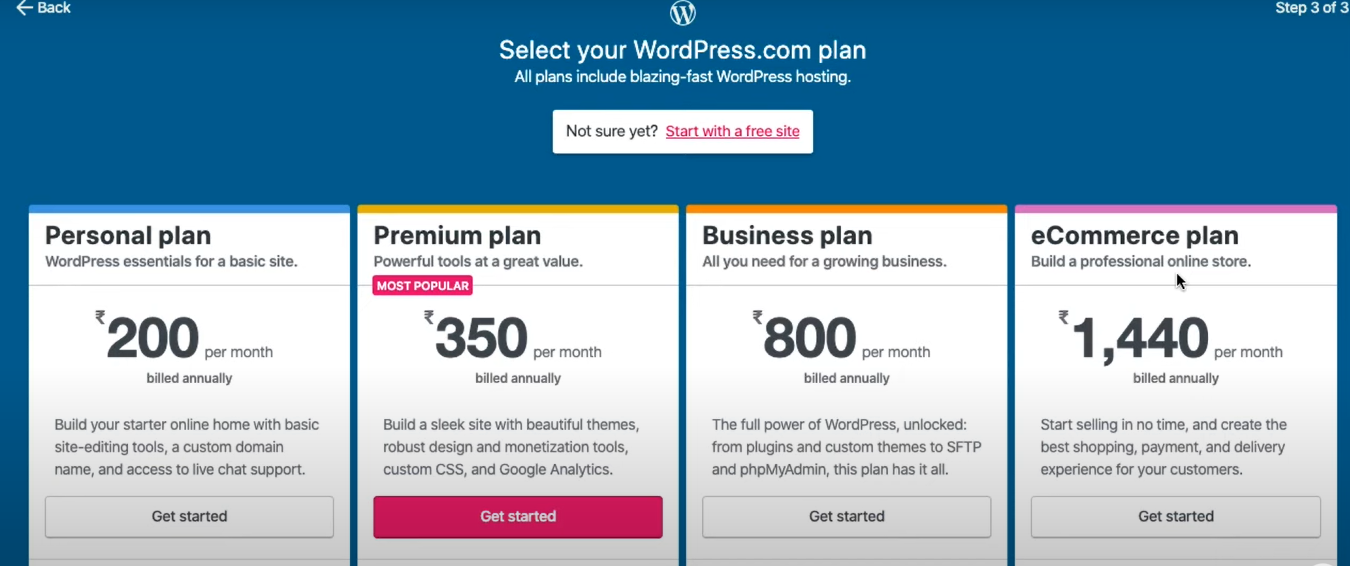 ← Back
Step 3 of 3
Select your WordPress.com plan
All plans include blazing-fast WordPress hosting.
Not sure yet? Start with a free site
Personal plan
WordPress essentials for a basic site.
₹200 per month
billed annually
Build your starter online home with basic
site-editing tools, a custom domain
name, and access to live chat support.
Get started
Premium plan
Powerful tools at a great value.
MOST POPULAR
₹350 per month
billed annually
Build a sleek site with beautiful themes,
robust design and monetization tools,
custom CSS, and Google Analytics.
Get started
Business plan
All you need for a growing business.
₹800 per month
billed annually
The full power of WordPress, unlocked:
from plugins and custom themes to SFTP
and phpMyAdmin, this plan has it all.
Get started
eCommerce plan
Build a professional online store.
₹1,440 per month
billed annually
Start selling in no time, and create the
best shopping, payment, and delivery
experience for your customers.
Get started